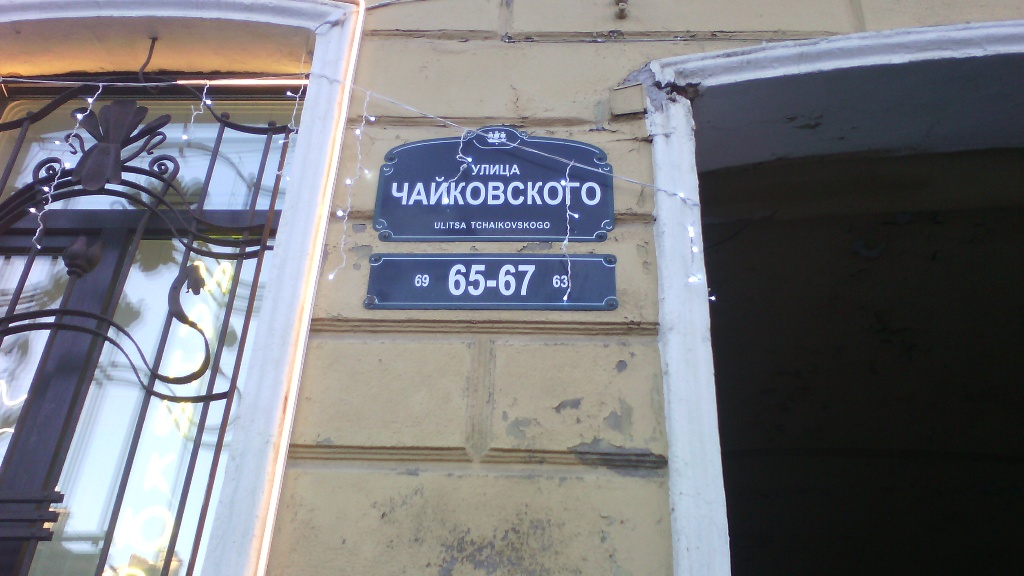 УЛИЦА
ЧАЙКОВСКОГО
ULITSA TCHAIKOVSKOGO
69 65-67 63